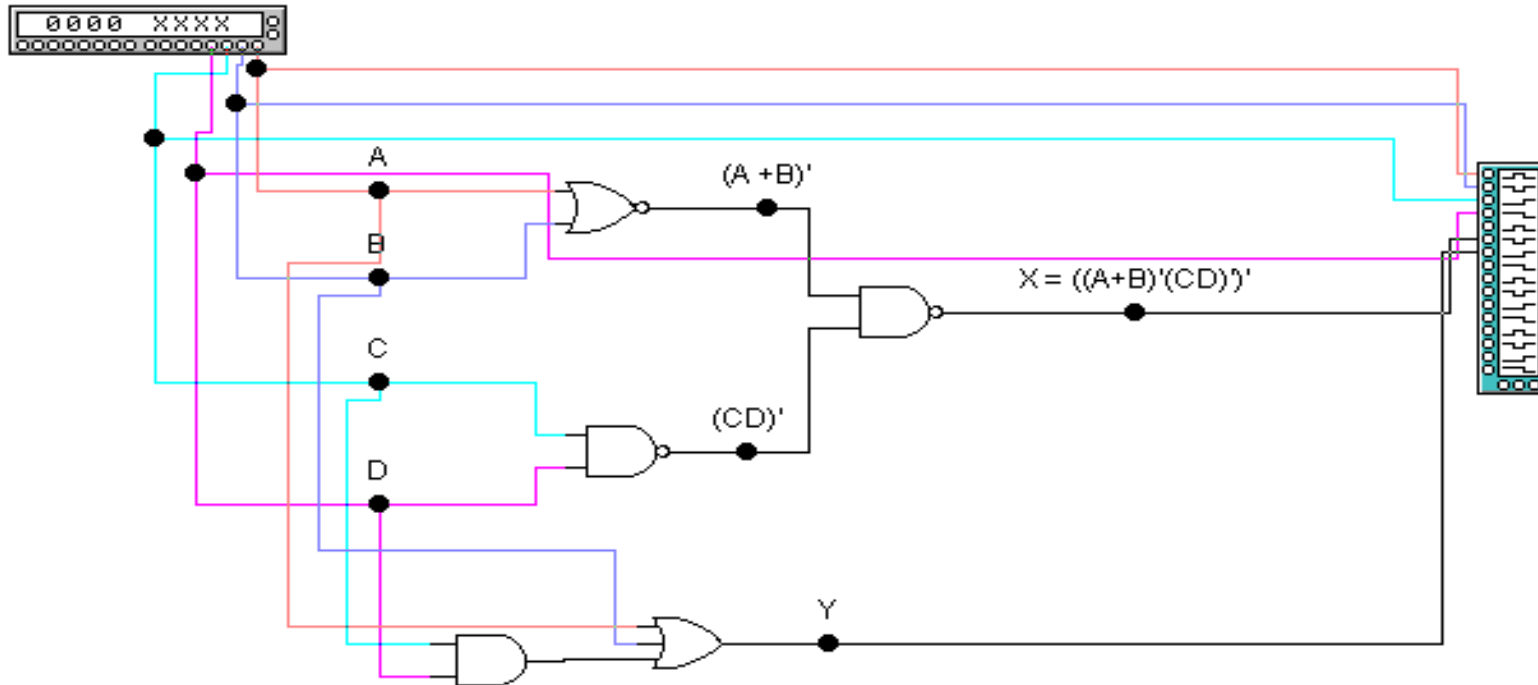 0000 XXXX
A
(A +B)'
B
X = ((A+B)'(CD)')'
C
(CD)'
D
Y